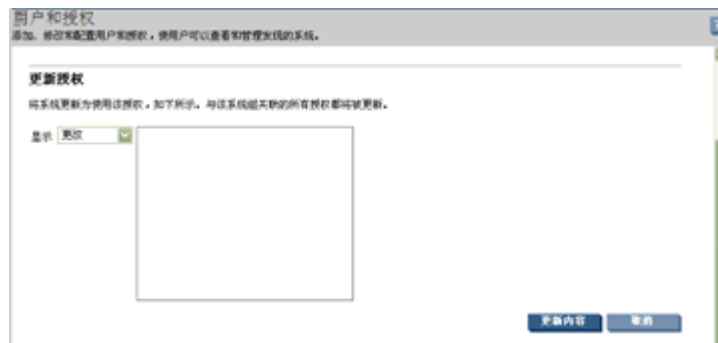 用户和授权
添加、修改和配置用户和授权，使用户可以查看和管理发现的系统。
更新授权
将系统更新为使用该授权，如下所示。与该系统组关联的所有授权都将被更新。
显示 更改
更新内容 取消